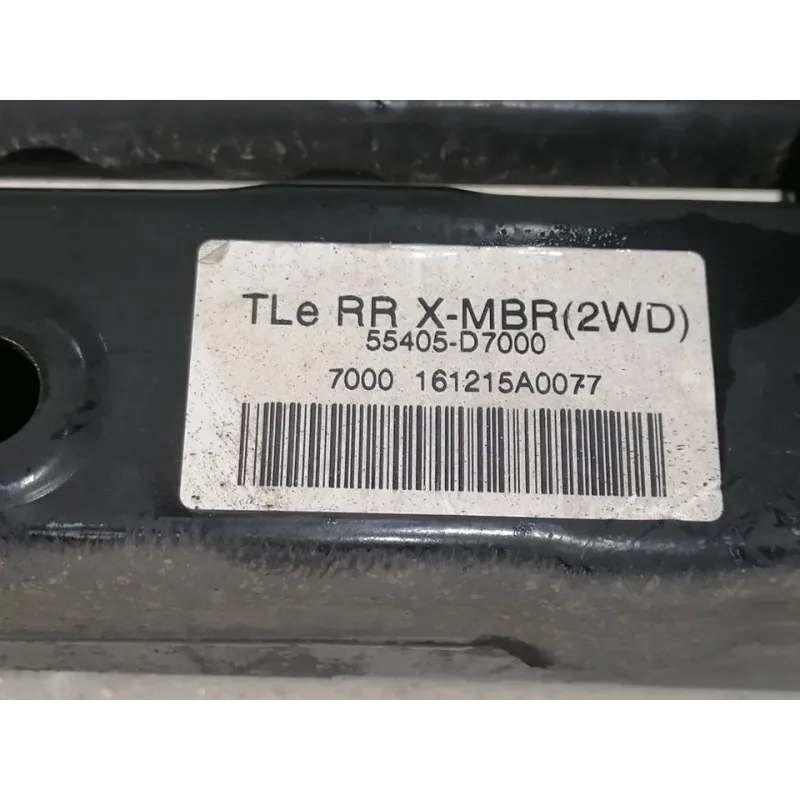 TLe RR X-MBR(2WD)
55405-D7000
7000 161215A0077